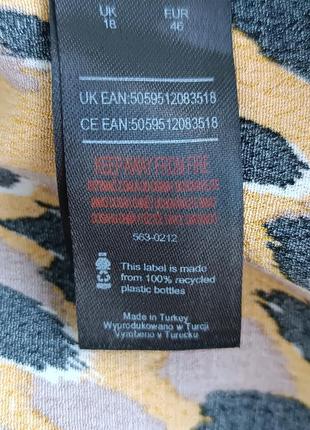 UK EUR
18 46
UK EAN:5059512083518
CE EAN:5059512083518
KEEP AWAY FROM FIRE
563-0212
This label is made
from 100% recycled
plastic bottles
Made in Turkey
Wyprodukowano w Turcji
Vyrobeno v Turecku